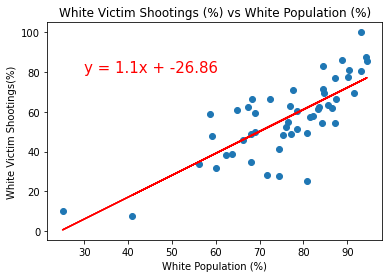 White Victim Shootings (%) vs White Population (%)
y = 1.1x + -26.86
White Victim Shootings(%)
100
80
60
40
20
0
30 40 50 60 70 80 90
White Population (%)